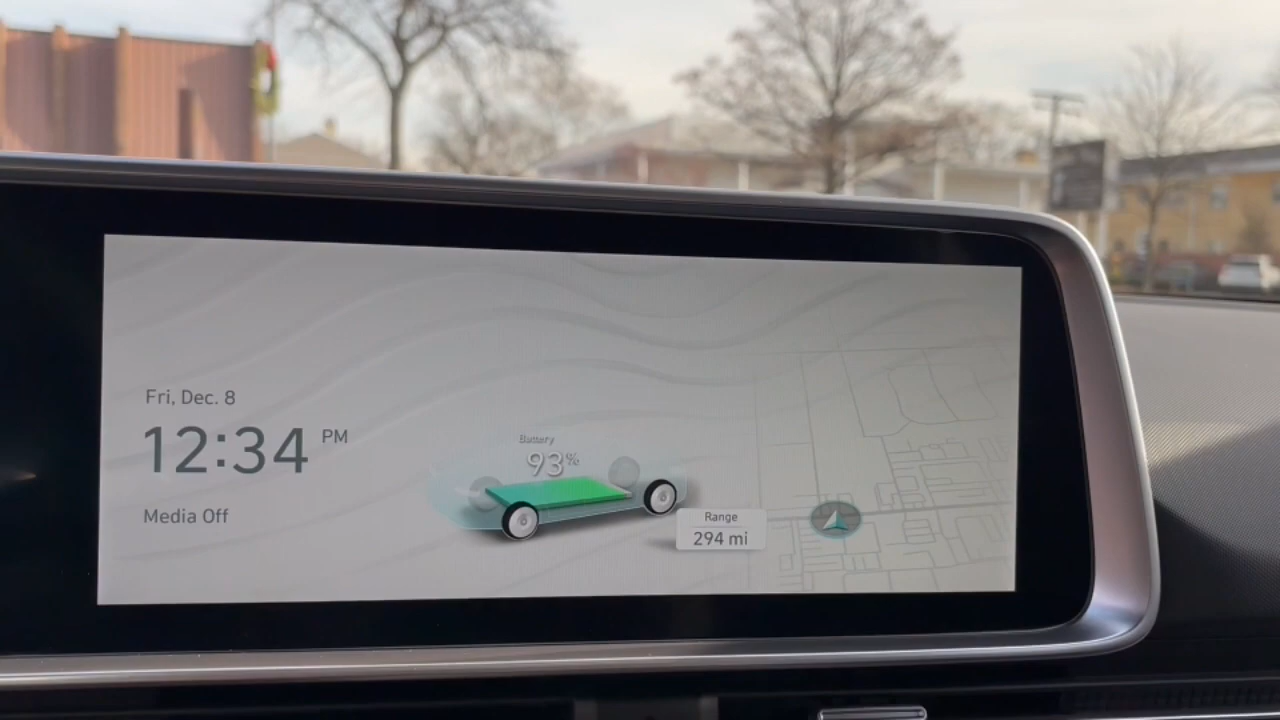 Fri, Dec. 8
12:34 PM
Media Off
Battery
93%
Range
294 mi